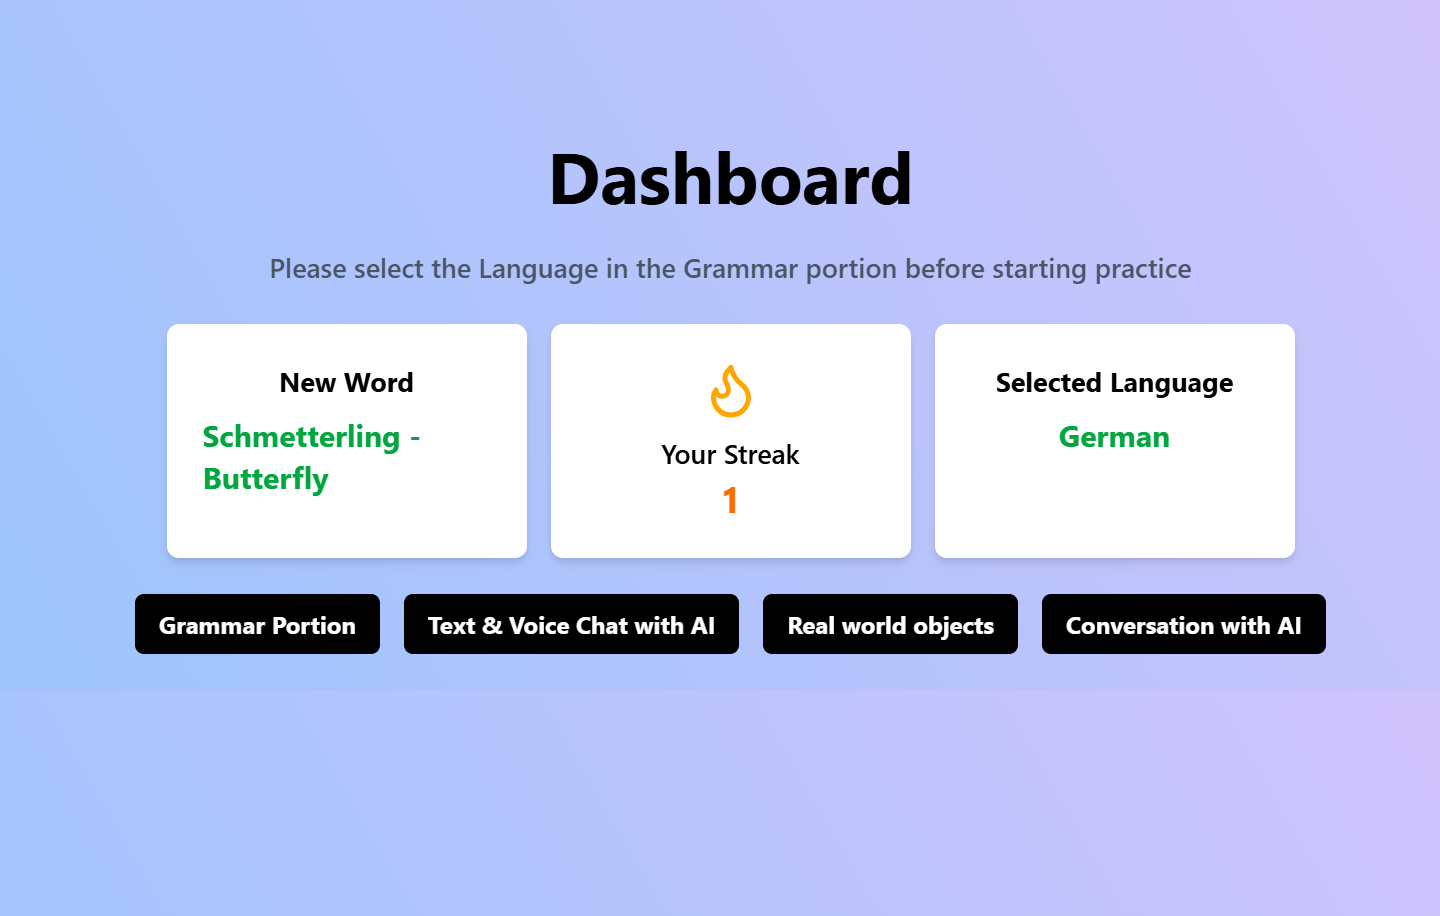 Dashboard
Please select the Language in the Grammar portion before starting practice
New Word
Schmetterling -
Butterfly
Your Streak
1
Selected Language
German
Grammar Portion
Text & Voice Chat with AI
Real world objects
Conversation with AI